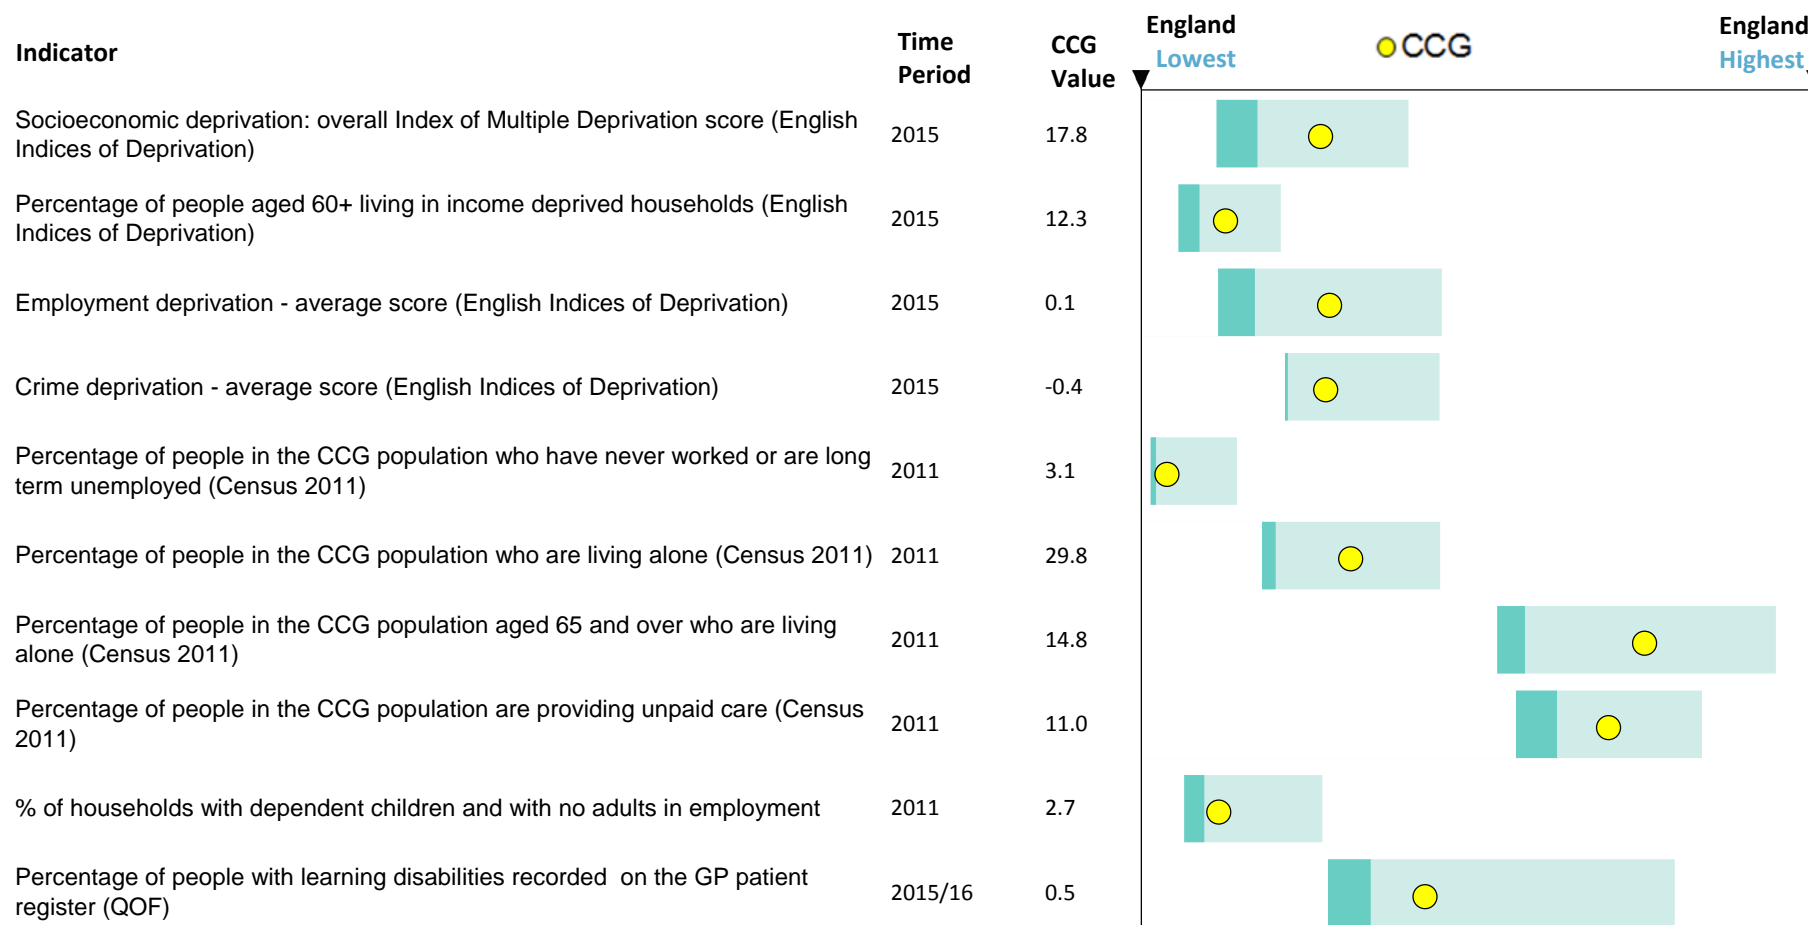 Indicator
Time
Period
CCG
Value
England
Lowest
CCG
England
Highest
Socioeconomic deprivation: overall Index of Multiple Deprivation score (English
Indices of Deprivation)
2015
17.8
Percentage of people aged 60+ living in income deprived households (English
Indices of Deprivation)
2015
12.3
Employment deprivation - average score (English Indices of Deprivation)
2015
0.1
Crime deprivation - average score (English Indices of Deprivation)
2015
-0.4
Percentage of people in the CCG population who have never worked or are long
term unemployed (Census 2011)
2011
3.1
Percentage of people in the CCG population who are living alone (Census 2011)
2011
29.8
Percentage of people in the CCG population aged 65 and over who are living
alone (Census 2011)
2011
14.8
Percentage of people in the CCG population are providing unpaid care (Census
2011)
2011
11.0
% of households with dependent children and with no adults in employment
2011
2.7
Percentage of people with learning disabilities recorded  on the GP patient
register (QOF)
2015/16
0.5